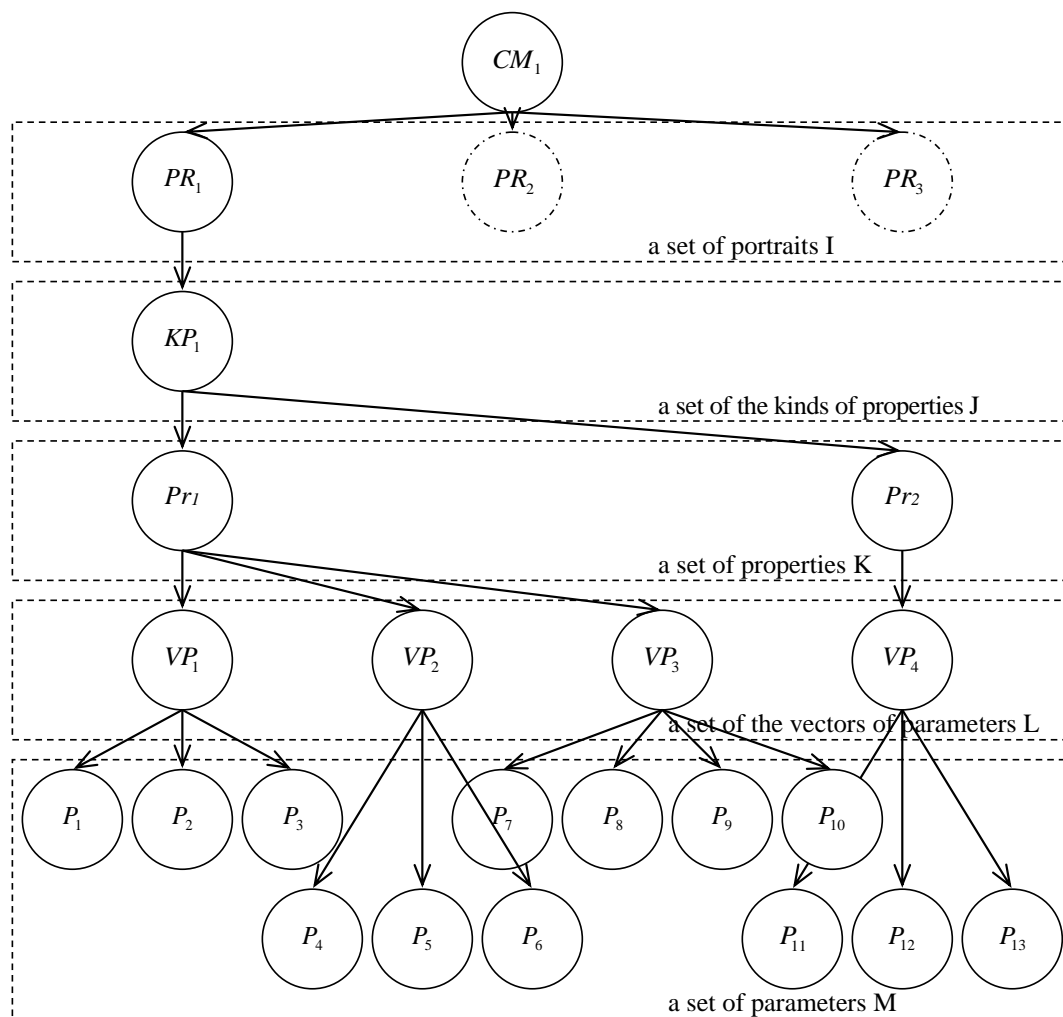 CM₁
PR₁ PR₂ PR₃
a set of portraits I
KP₁
a set of the kinds of properties J
Pr₁ Pr₂
a set of properties K
VP₁ VP₂ VP₃ VP₄
a set of the vectors of parameters L
P₁ P₂ P₃ P₇ P₈ P₉ P₁₀
P₄ P₅ P₆ P₁₁ P₁₂ P₁₃
a set of parameters M